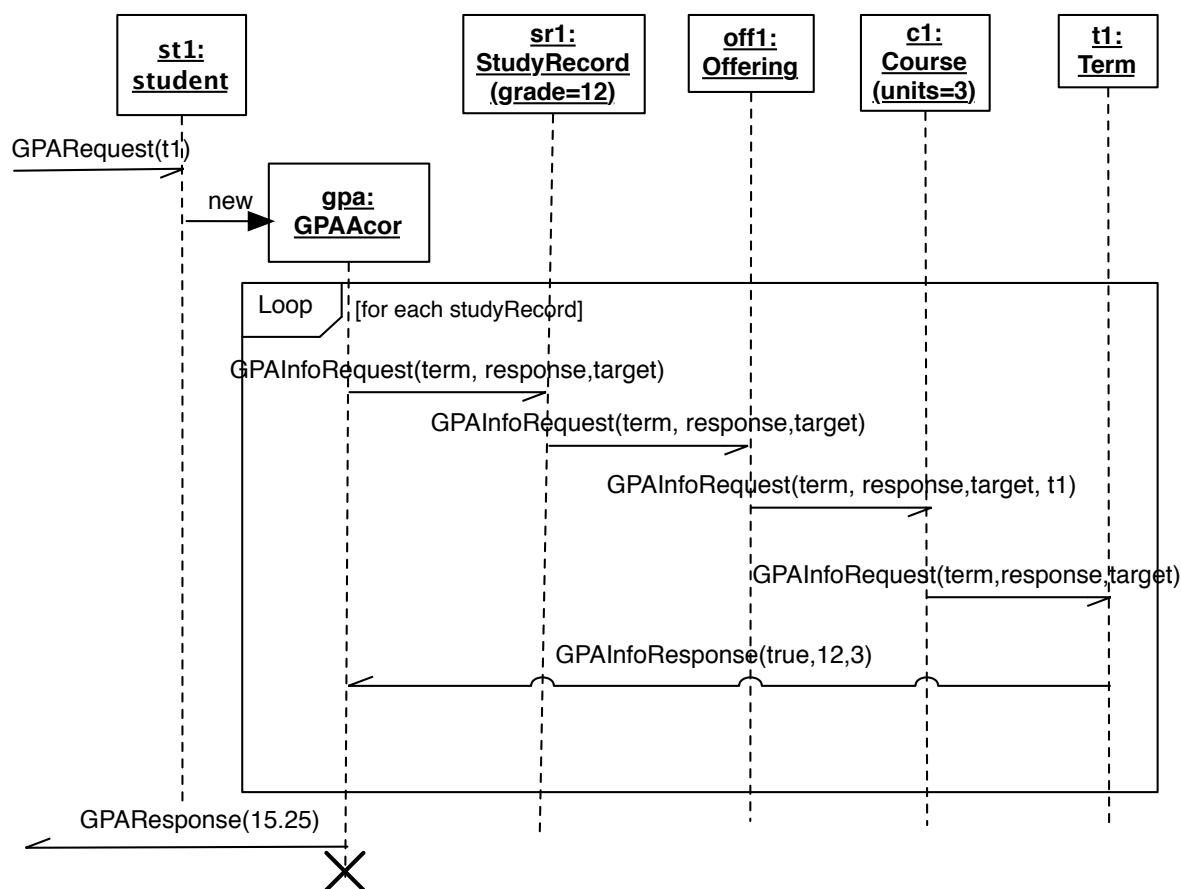 st1:
student
sr1:
StudyRecord
(grade=12)
off1:
Offering
c1:
Course
(units=3)
t1:
Term
GPARequest(t1)
new
gpa:
GPAAcor
Loop
[for each studyRecord]
GPAInfoRequest(term, response,target)
GPAInfoRequest(term, response,target)
GPAInfoRequest(term, response,target, t1)
GPAInfoRequest(term,response,target)
GPAInfoResponse(true,12,3)
GPAResponse(15.25)